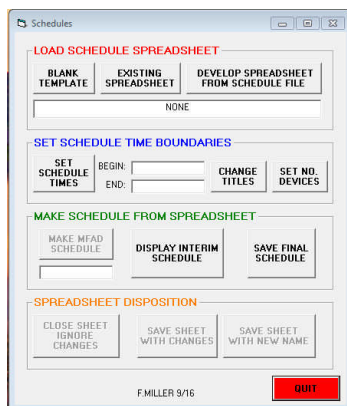 Schedules
LOAD SCHEDULE SPREADSHEET
BLANK
TEMPLATE
EXISTING
SPREADSHEET
DEVELOP SPREADSHEET
FROM SCHEDULE FILE
NONE
SET SCHEDULE TIME BOUNDARIES
SET
SCHEDULE
TIMES
BEGIN:
END:
CHANGE
TITLES
SET NO.
DEVICES
MAKE SCHEDULE FROM SPREADSHEET
MAKE MFAD
SCHEDULE
DISPLAY INTERIM
SCHEDULE
SAVE FINAL
SCHEDULE
SPREADSHEET DISPOSITION
CLOSE SHEET
IGNORE
CHANGES
SAVE SHEET
WITH CHANGES
SAVE SHEET
WITH NEW NAME
F.MILLER 9/16
QUIT